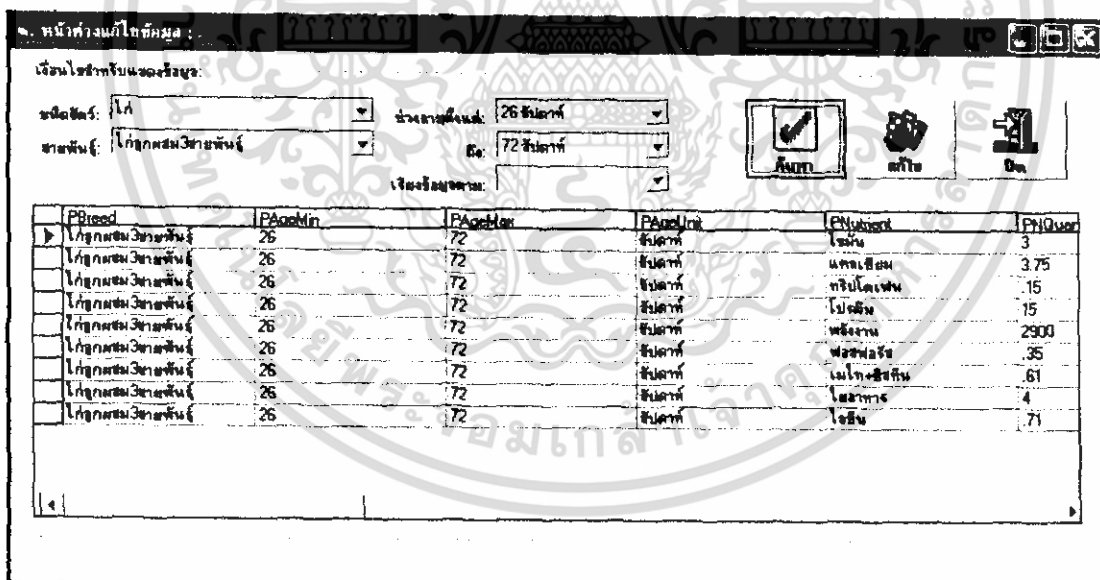 หน้าต่างแก้ไขข้อมูล :
เงื่อนไขสำหรับแสดงข้อมูล:
ชนิดสัตว์: ไก่
ช่วงอายุตั้งแต่: 26 สัปดาห์
สายพันธุ์: ไก่ลูกผสม3สายพันธุ์
ถึง: 72 สัปดาห์
เรียงข้อมูลตาม:
ค้นหา แก้ไข ปิด
PBreed PAgeMin PAgeMax PAgeUnit PNutrient PNQuan
ไก่ลูกผสม3สายพันธุ์ 26 72 สัปดาห์ ไขมัน 3
ไก่ลูกผสม3สายพันธุ์ 26 72 สัปดาห์ แคลเซียม 3.75
ไก่ลูกผสม3สายพันธุ์ 26 72 สัปดาห์ ทริปโตเฟน .15
ไก่ลูกผสม3สายพันธุ์ 26 72 สัปดาห์ โปรตีน 15
ไก่ลูกผสม3สายพันธุ์ 26 72 สัปดาห์ พลังงาน 2900
ไก่ลูกผสม3สายพันธุ์ 26 72 สัปดาห์ ฟอสฟอรัส .35
ไก่ลูกผสม3สายพันธุ์ 26 72 สัปดาห์ เมไท+ซิสทีน .61
ไก่ลูกผสม3สายพันธุ์ 26 72 สัปดาห์ ใยอาหาร 4
ไก่ลูกผสม3สายพันธุ์ 26 72 สัปดาห์ ไลซีน .71